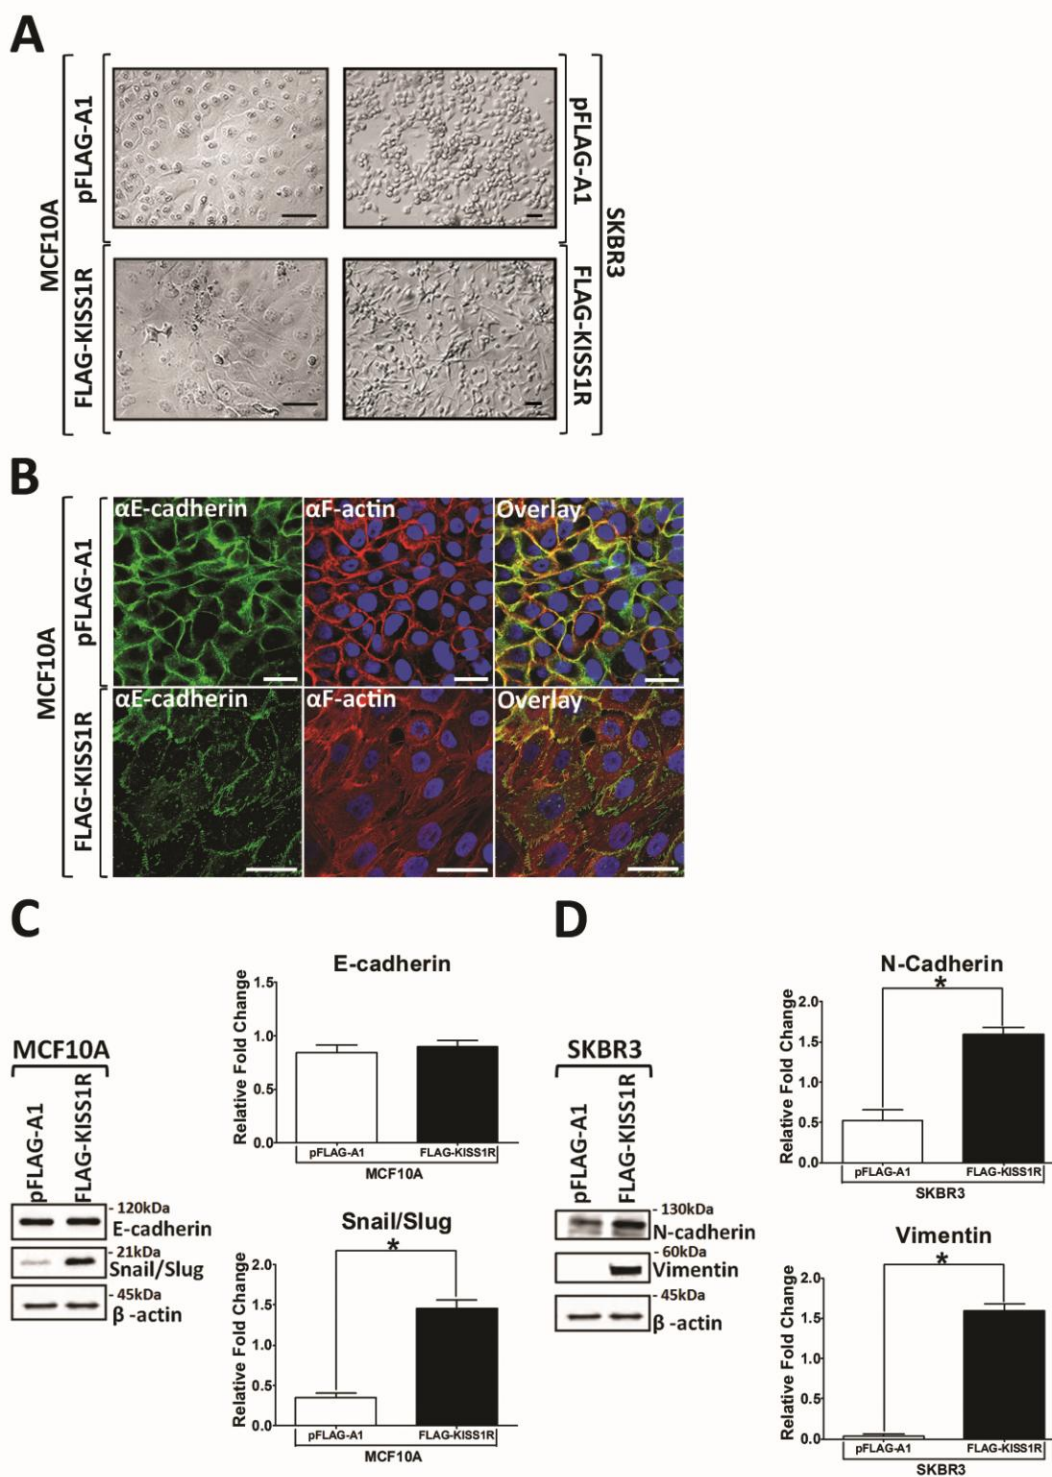 A
MCF10A
pFLAG-A1
FLAG-KISS1R
pFLAG-A1
FLAG-KISS1R
SKBR3
B
MCF10A
pFLAG-A1
FLAG-KISS1R
αE-cadherin
αF-actin
Overlay
αE-cadherin
αF-actin
Overlay
C
MCF10A
pFLAG-A1
FLAG-KISS1R
- 120kDa
E-cadherin
- 21kDa
Snail/Slug
- 45kDa
β -actin
E-cadherin
Relative Fold Change
1.5
1.0
0.5
0.0
pFLAG-A1
FLAG-KISS1R
MCF10A
Snail/Slug
*
Relative Fold Change
2.0
1.5
1.0
0.5
0.0
pFLAG-A1
FLAG-KISS1R
MCF10A
D
SKBR3
pFLAG-A1
FLAG-KISS1R
- 130kDa
N-cadherin
- 60kDa
Vimentin
- 45kDa
β -actin
N-Cadherin
*
Relative Fold Change
2.0
1.5
1.0
0.5
0.0
pFLAG-A1
FLAG-KISS1R
SKBR3
Vimentin
*
Relative Fold Change
2.0
1.5
1.0
0.5
0.0
pFLAG-A1
FLAG-KISS1R
SKBR3